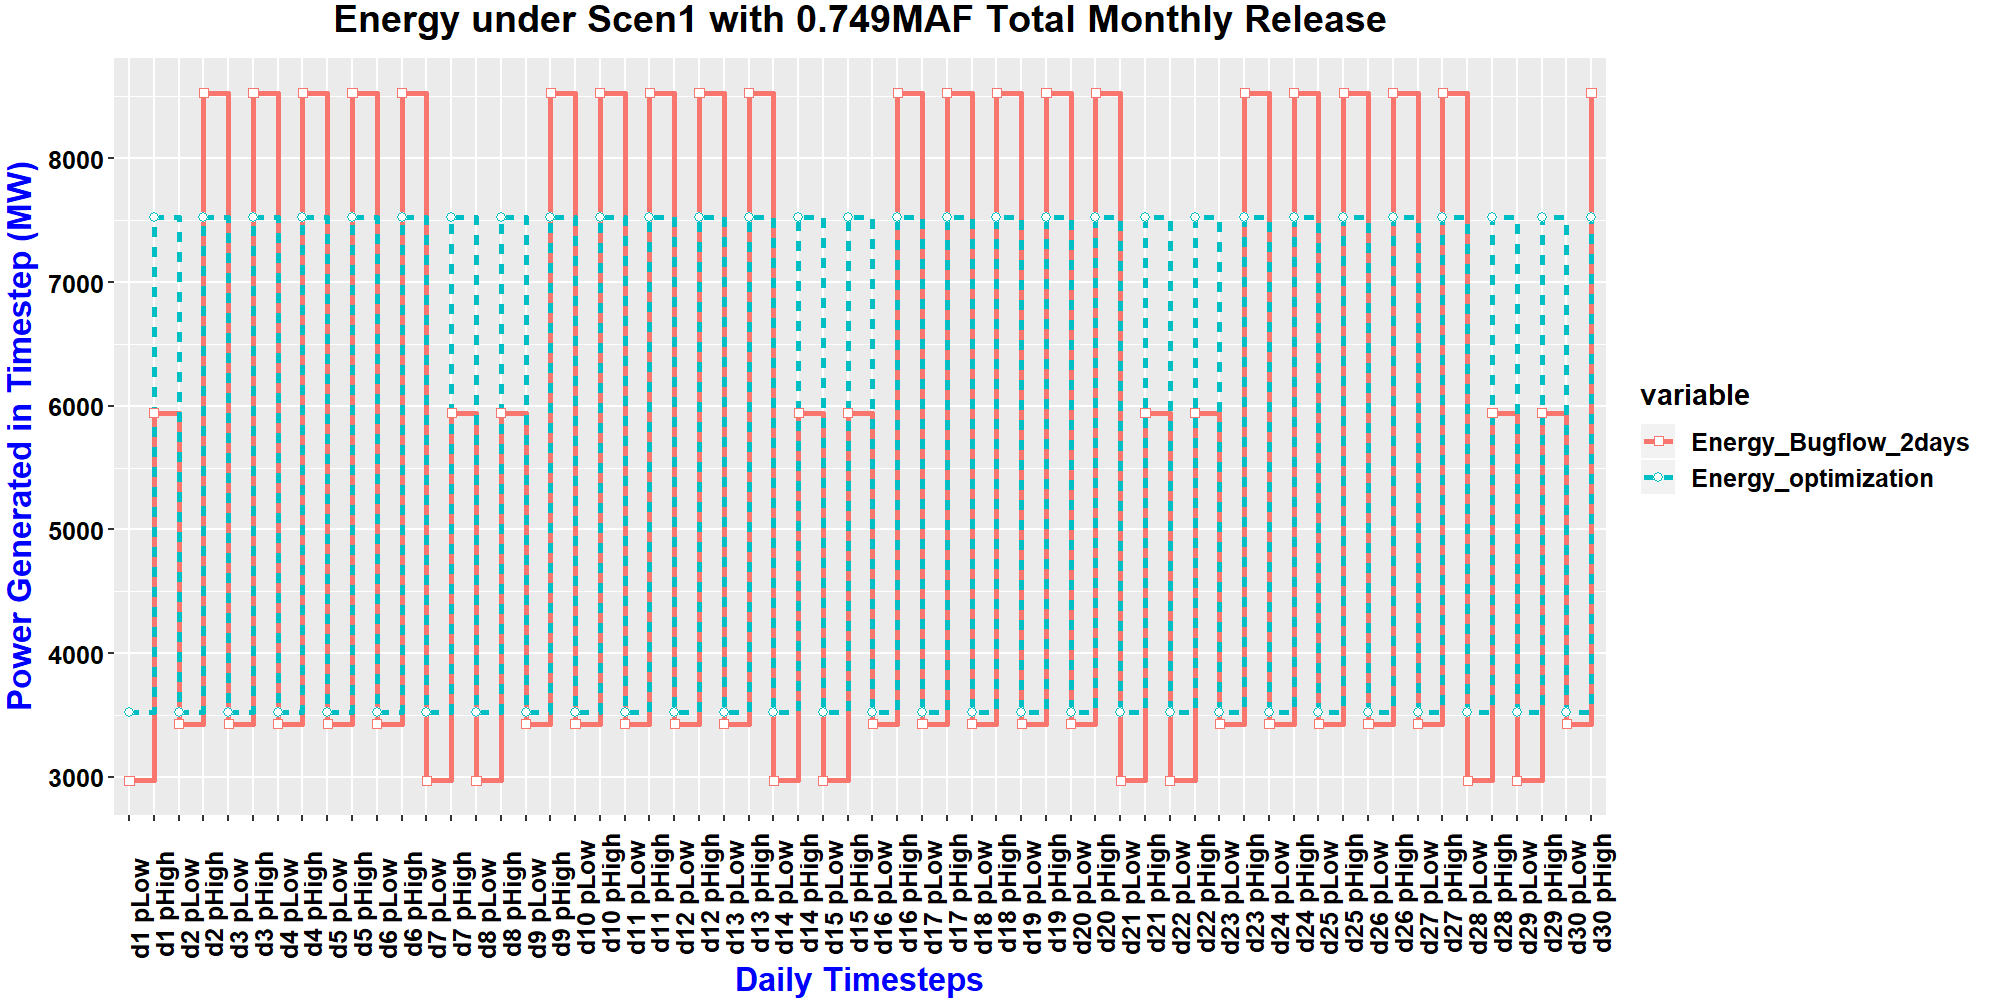 Energy under Scen1 with 0.749MAF Total Monthly Release
Power Generated in Timestep (MW)
8000
7000
6000
5000
4000
3000
d1 pLow
d1 pHigh
d2 pLow
d2 pHigh
d3 pLow
d3 pHigh
d4 pLow
d4 pHigh
d5 pLow
d5 pHigh
d6 pLow
d6 pHigh
d7 pLow
d7 pHigh
d8 pLow
d8 pHigh
d9 pLow
d9 pHigh
d10 pLow
d10 pHigh
d11 pLow
d11 pHigh
d12 pLow
d12 pHigh
d13 pLow
d13 pHigh
d14 pLow
d14 pHigh
d15 pLow
d15 pHigh
d16 pLow
d16 pHigh
d17 pLow
d17 pHigh
d18 pLow
d18 pHigh
d19 pLow
d19 pHigh
d20 pLow
d20 pHigh
d21 pLow
d21 pHigh
d22 pLow
d22 pHigh
d23 pLow
d23 pHigh
d24 pLow
d24 pHigh
d25 pLow
d25 pHigh
d26 pLow
d26 pHigh
d27 pLow
d27 pHigh
d28 pLow
d28 pHigh
d29 pLow
d29 pHigh
d30 pLow
d30 pHigh
Daily Timesteps
variable
Energy_Bugflow_2days
Energy_optimization